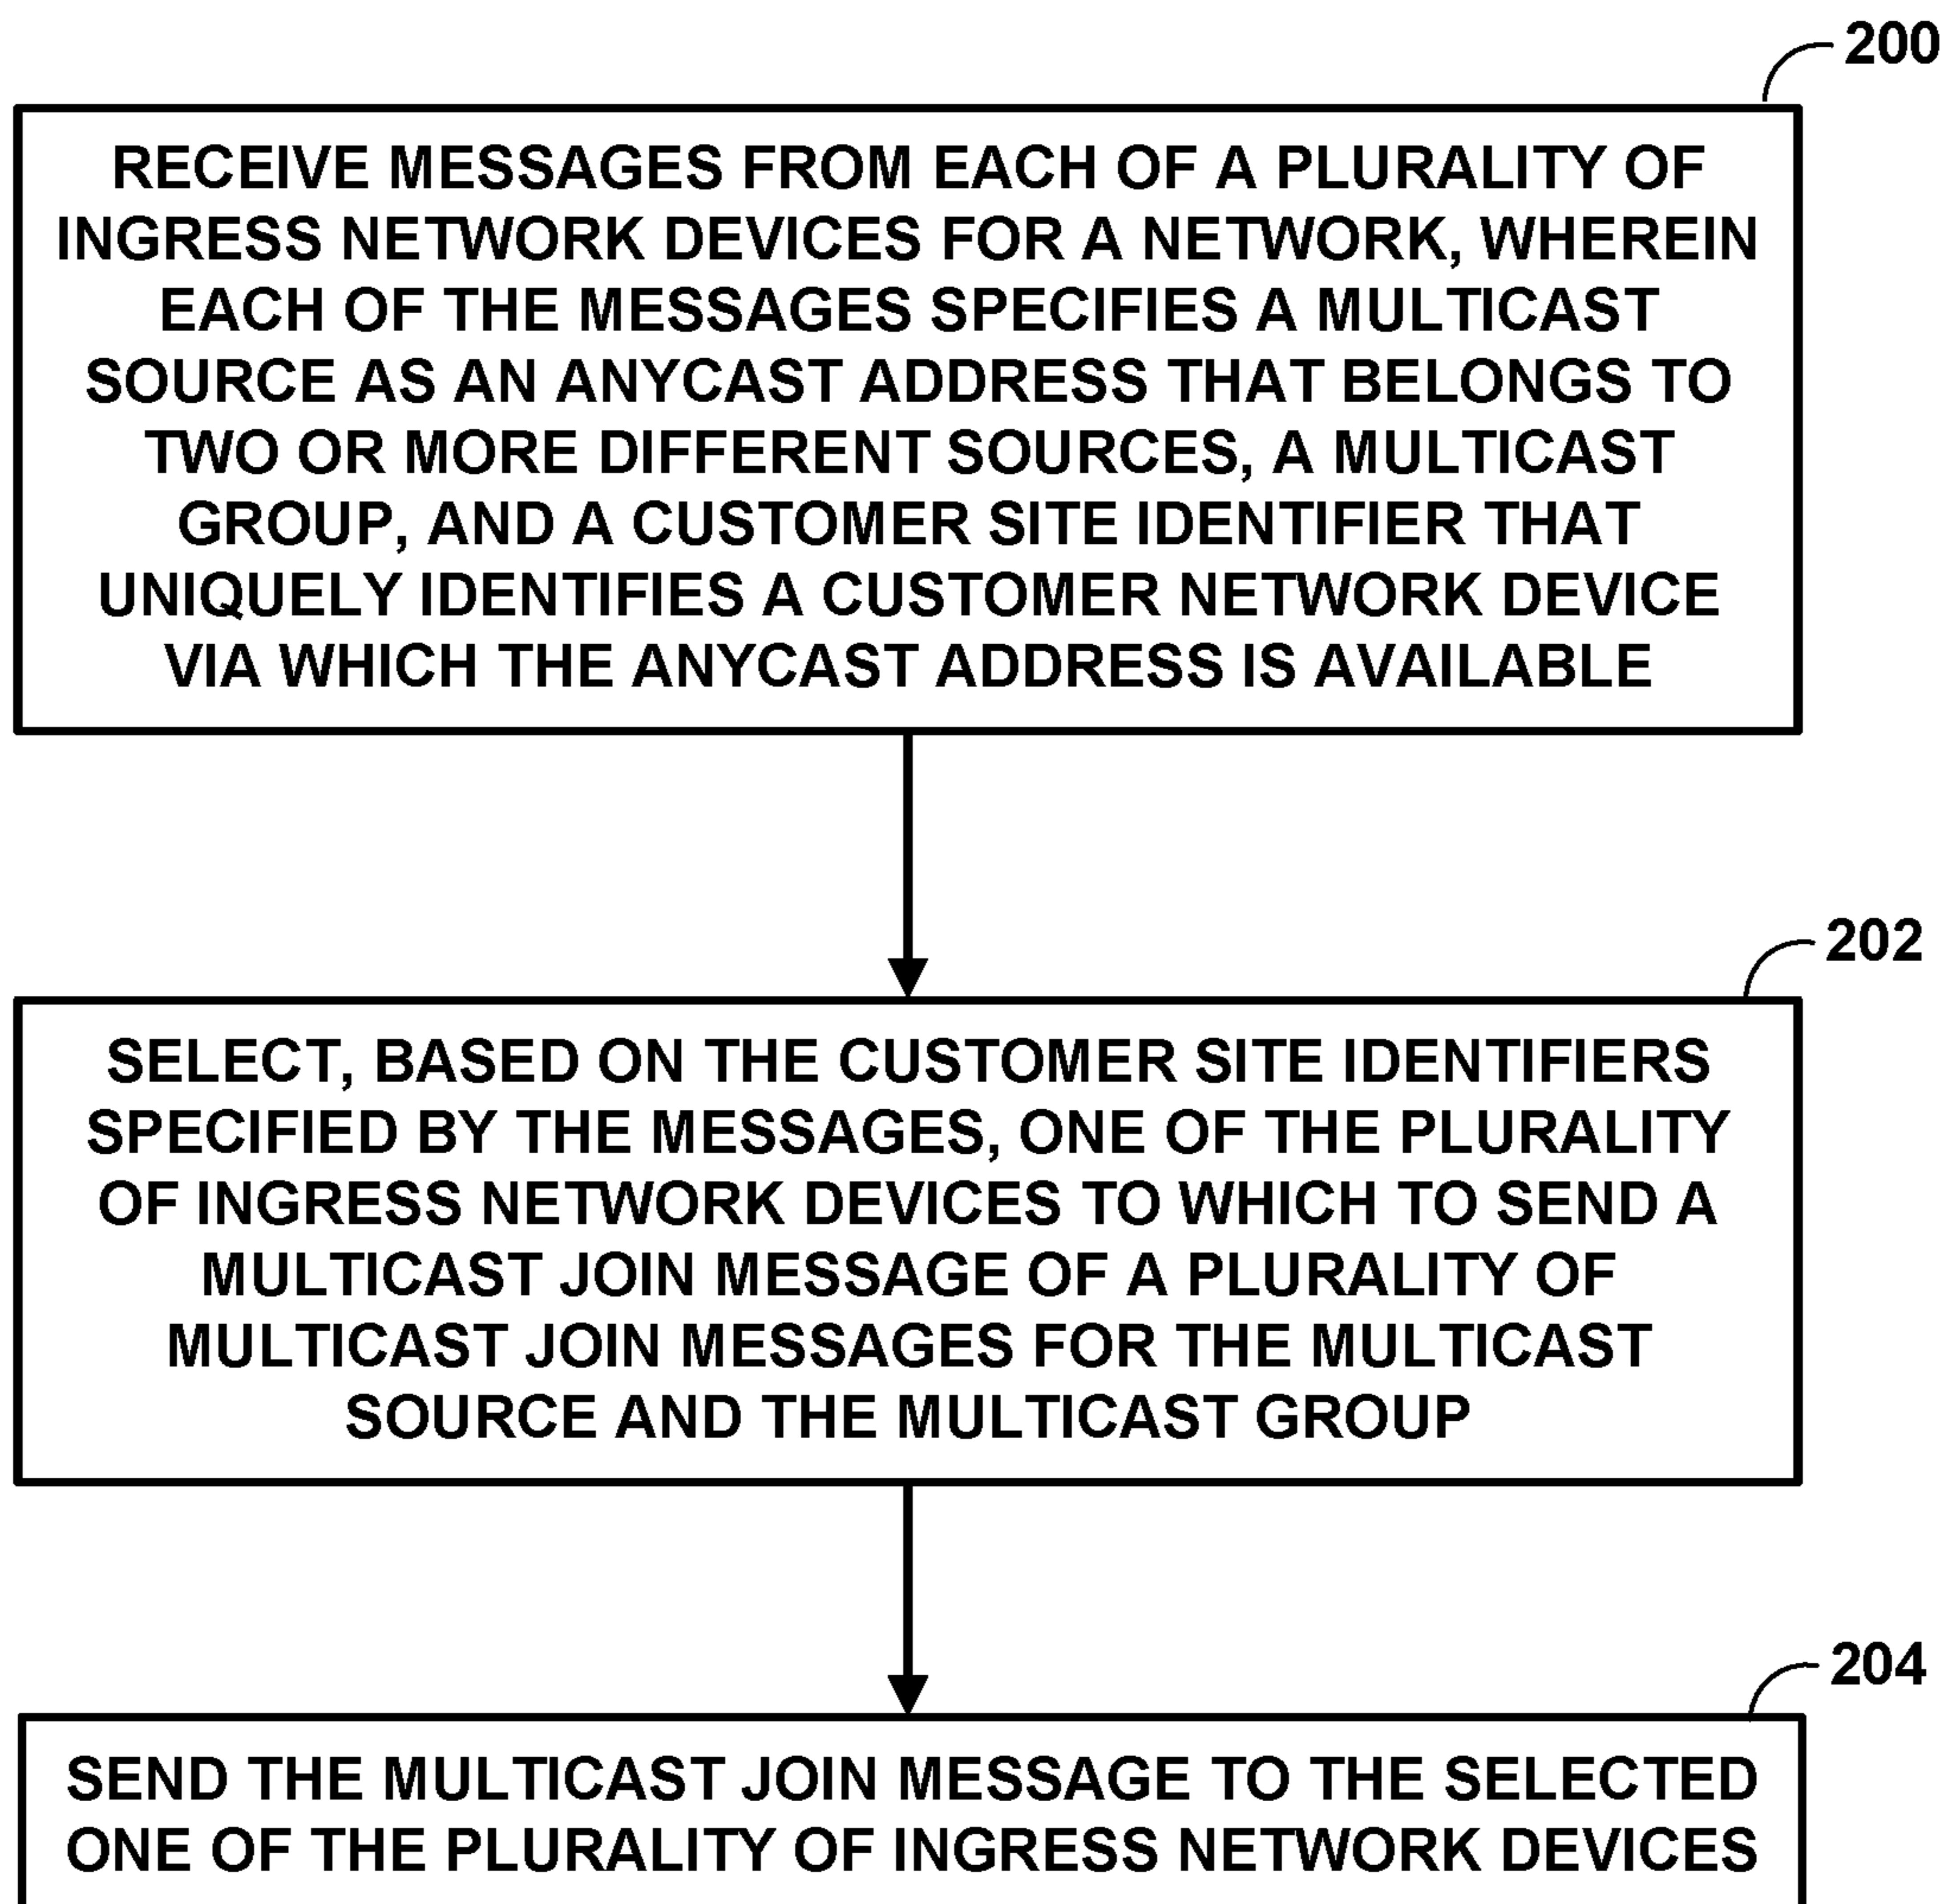 200
RECEIVE MESSAGES FROM EACH OF A PLURALITY OF
INGRESS NETWORK DEVICES FOR A NETWORK, WHEREIN
EACH OF THE MESSAGES SPECIFIES A MULTICAST
SOURCE AS AN ANYCAST ADDRESS THAT BELONGS TO
TWO OR MORE DIFFERENT SOURCES, A MULTICAST
GROUP, AND A CUSTOMER SITE IDENTIFIER THAT
UNIQUELY IDENTIFIES A CUSTOMER NETWORK DEVICE
VIA WHICH THE ANYCAST ADDRESS IS AVAILABLE
202
SELECT, BASED ON THE CUSTOMER SITE IDENTIFIERS
SPECIFIED BY THE MESSAGES, ONE OF THE PLURALITY
OF INGRESS NETWORK DEVICES TO WHICH TO SEND A
MULTICAST JOIN MESSAGE OF A PLURALITY OF
MULTICAST JOIN MESSAGES FOR THE MULTICAST
SOURCE AND THE MULTICAST GROUP
204
SEND THE MULTICAST JOIN MESSAGE TO THE SELECTED
ONE OF THE PLURALITY OF INGRESS NETWORK DEVICES